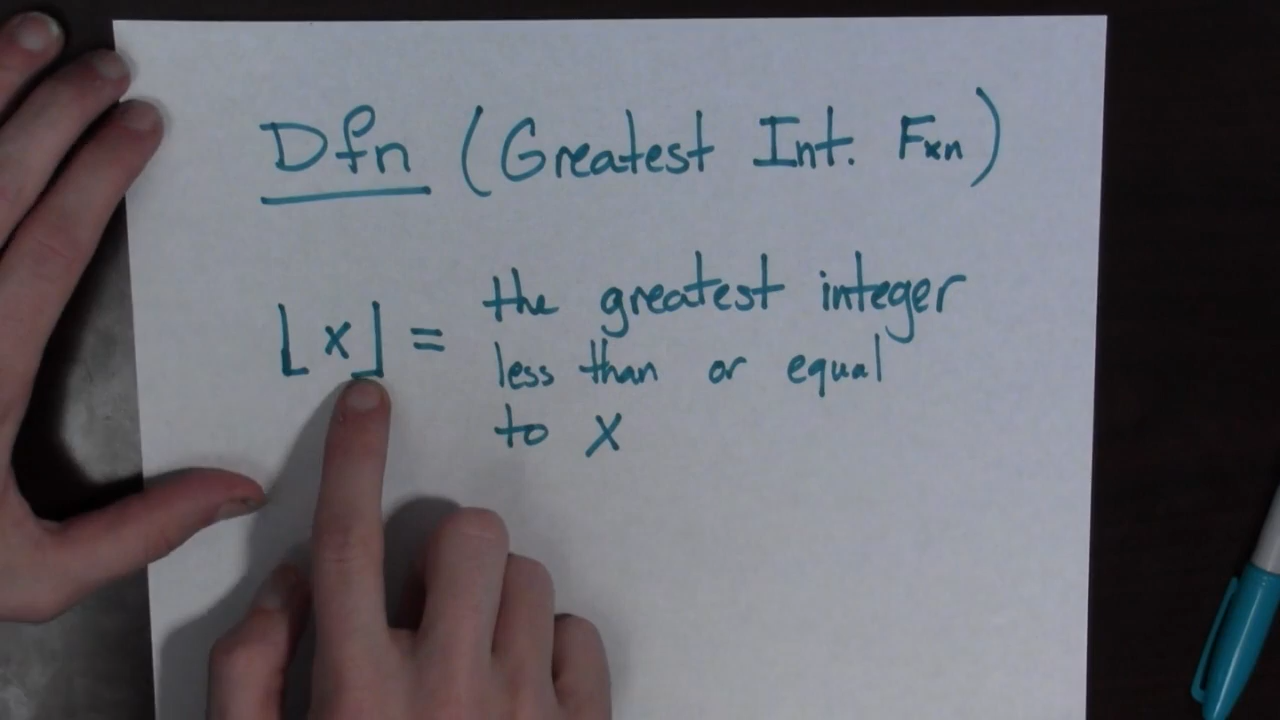 Dfn (Greatest Int. Fxn)
⌊x⌋ = the greatest integer
less than or equal
to x